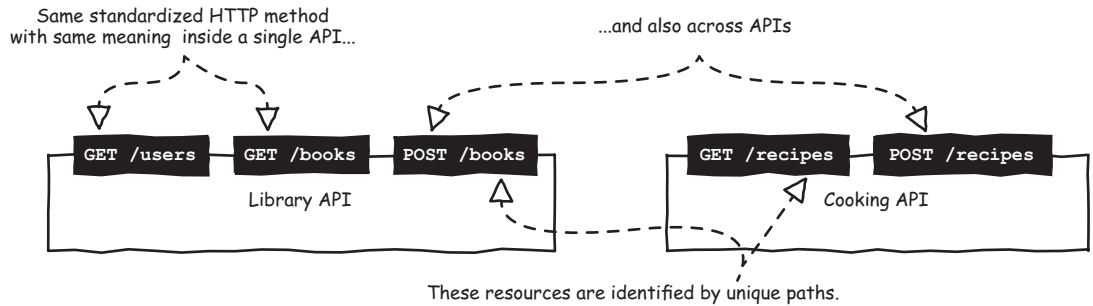 Same standardized HTTP method
with same meaning inside a single API...
...and also across APIs
GET /users
GET /books
POST /books
GET /recipes
POST /recipes
Library API
Cooking API
These resources are identified by unique paths.